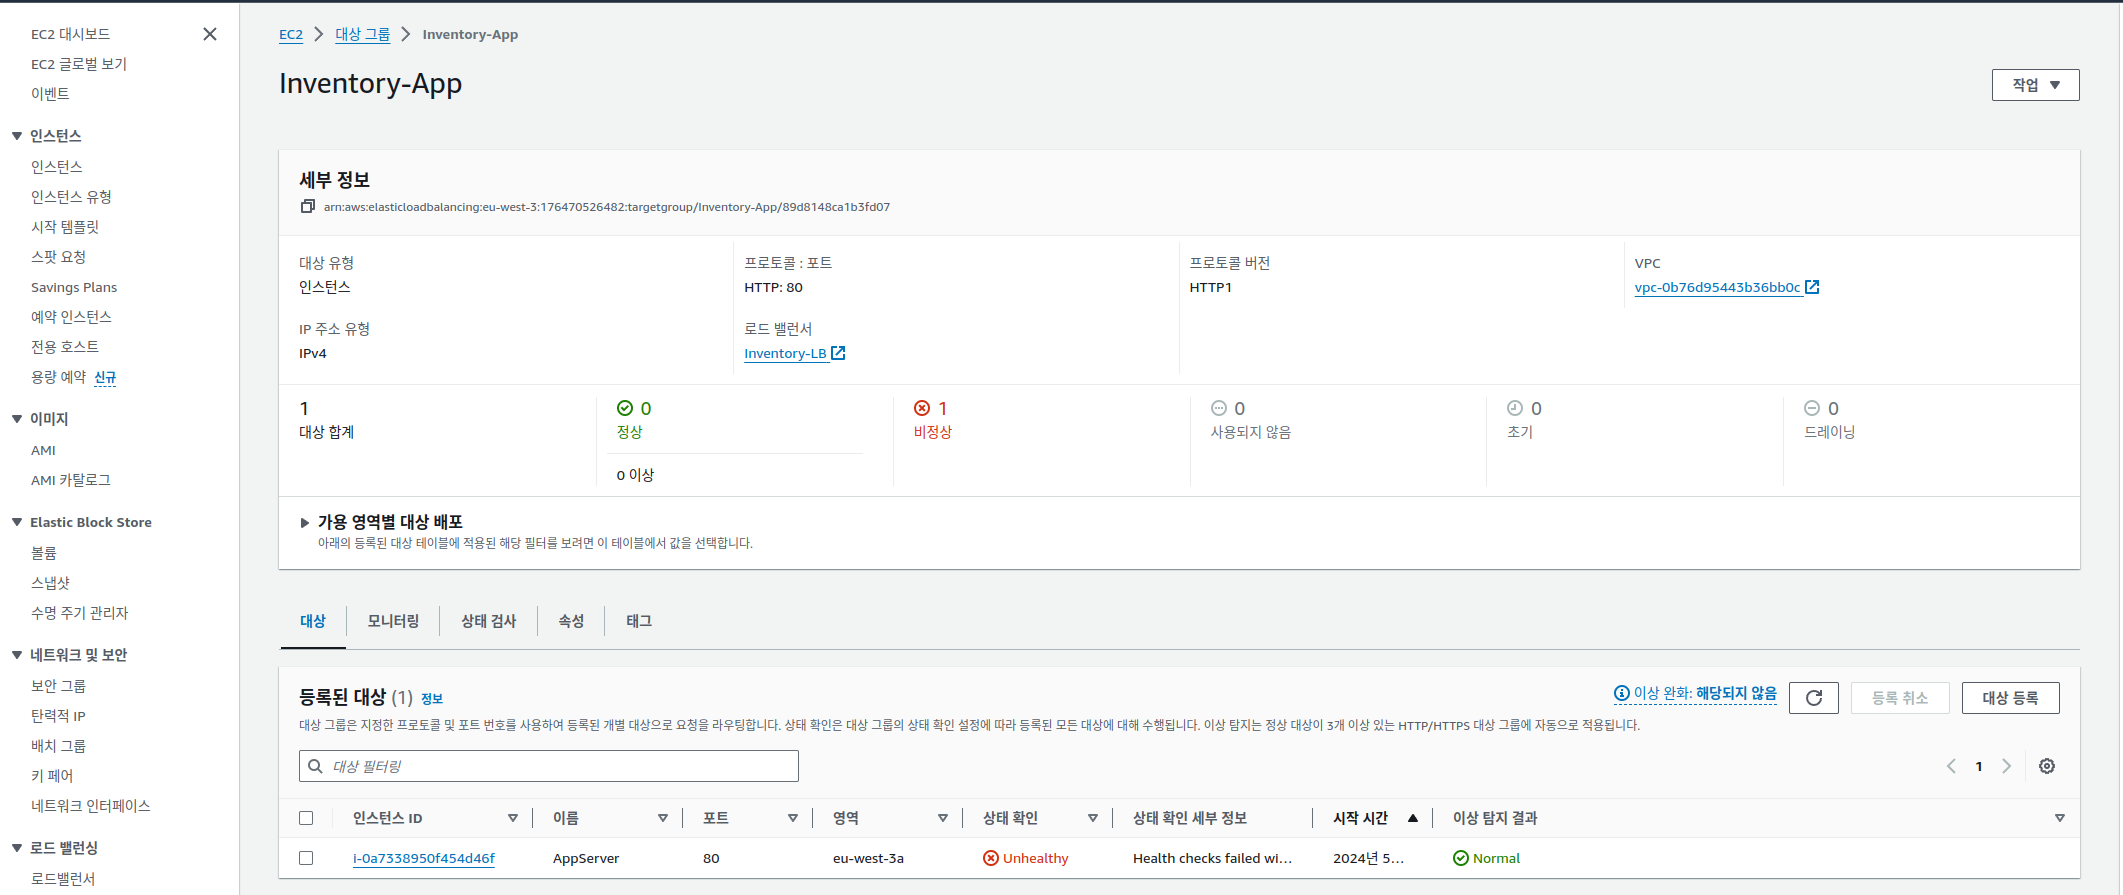 EC2 대시보드
EC2 글로벌 보기
이벤트
인스턴스
인스턴스
인스턴스 유형
시작 템플릿
스팟 요청
Savings Plans
예약 인스턴스
전용 호스트
용량 예약 신규
이미지
AMI
AMI 카탈로그
Elastic Block Store
볼륨
스냅샷
수명 주기 관리자
네트워크 및 보안
보안 그룹
탄력적 IP
배치 그룹
키 페어
네트워크 인터페이스
로드 밸런싱
로드밸런서
EC2 대상 그룹 Inventory-App
Inventory-App
작업
세부 정보
arn:aws:elasticloadbalancing:eu-west-3:176470526482:targetgroup/Inventory-App/89d8148ca1b3fd07
대상 유형
인스턴스
프로토콜 : 포트
HTTP: 80
프로토콜 버전
HTTP1
VPC
vpc-0b76d95443b36bb0c
IP 주소 유형
IPv4
로드 밸런서
Inventory-LB
1
대상 합계
0
정상
0 이상
1
비정상
0
사용되지 않음
0
초기
0
드레이닝
가용 영역별 대상 배포
아래의 등록된 대상 테이블에 적용된 해당 필터를 보려면 이 테이블에서 값을 선택합니다.
대상 모니터링 상태 검사 속성 태그
등록된 대상 (1) 정보
이상 완화: 해당되지 않음
등록 취소
대상 등록
대상 그룹은 지정한 프로토콜 및 포트 번호를 사용하여 등록된 개별 대상으로 요청을 라우팅합니다. 상태 확인은 대상 그룹의 상태 확인 설정에 따라 등록된 모든 대상에 대해 수행됩니다. 이상 탐지는 정상 대상이 3개 이상 있는 HTTP/HTTPS 대상 그룹에 자동으로 적용됩니다.
대상 필터링
1
인스턴스 ID 이름 포트 영역 상태 확인 상태 확인 세부 정보 시작 시간 이상 탐지 결과
i-0a7338950f454d46f AppServer 80 eu-west-3a Unhealthy Health checks failed wi... 2024년 5... Normal